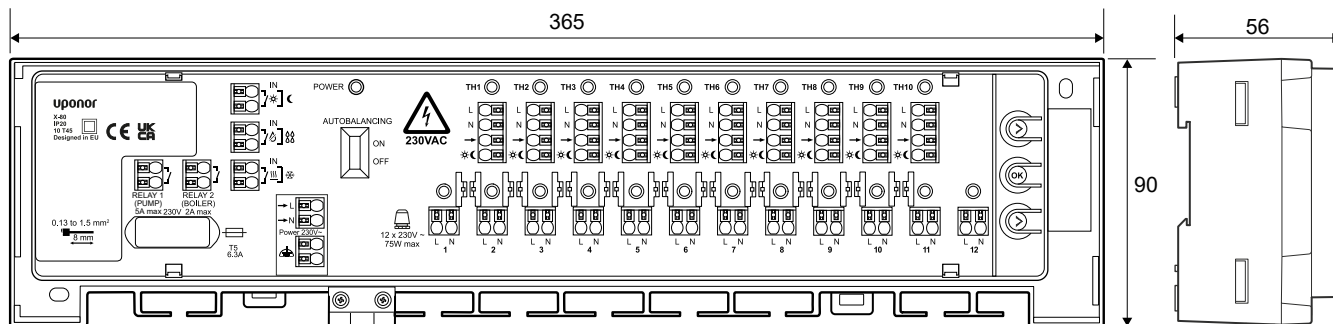 365
56
90
uponor
X-80
IP20
10 T45
Designed in EU
CE UK CA
IN
IN
IN
POWER
AUTOBALANCING
ON
OFF
230VAC
TH1 TH2 TH3 TH4 TH5 TH6 TH7 TH8 TH9 TH10
L
N
OK
RELAY 1 RELAY 2
(PUMP) (BOILER)
5A max 230V 2A max
0,13 to 1,5 mm²
8 mm
T5
6.3A
L
N
Power 230V~
12 x 230V ~
75W max
L N L N L N L N L N L N L N L N L N L N L N L N
1 2 3 4 5 6 7 8 9 10 11 12